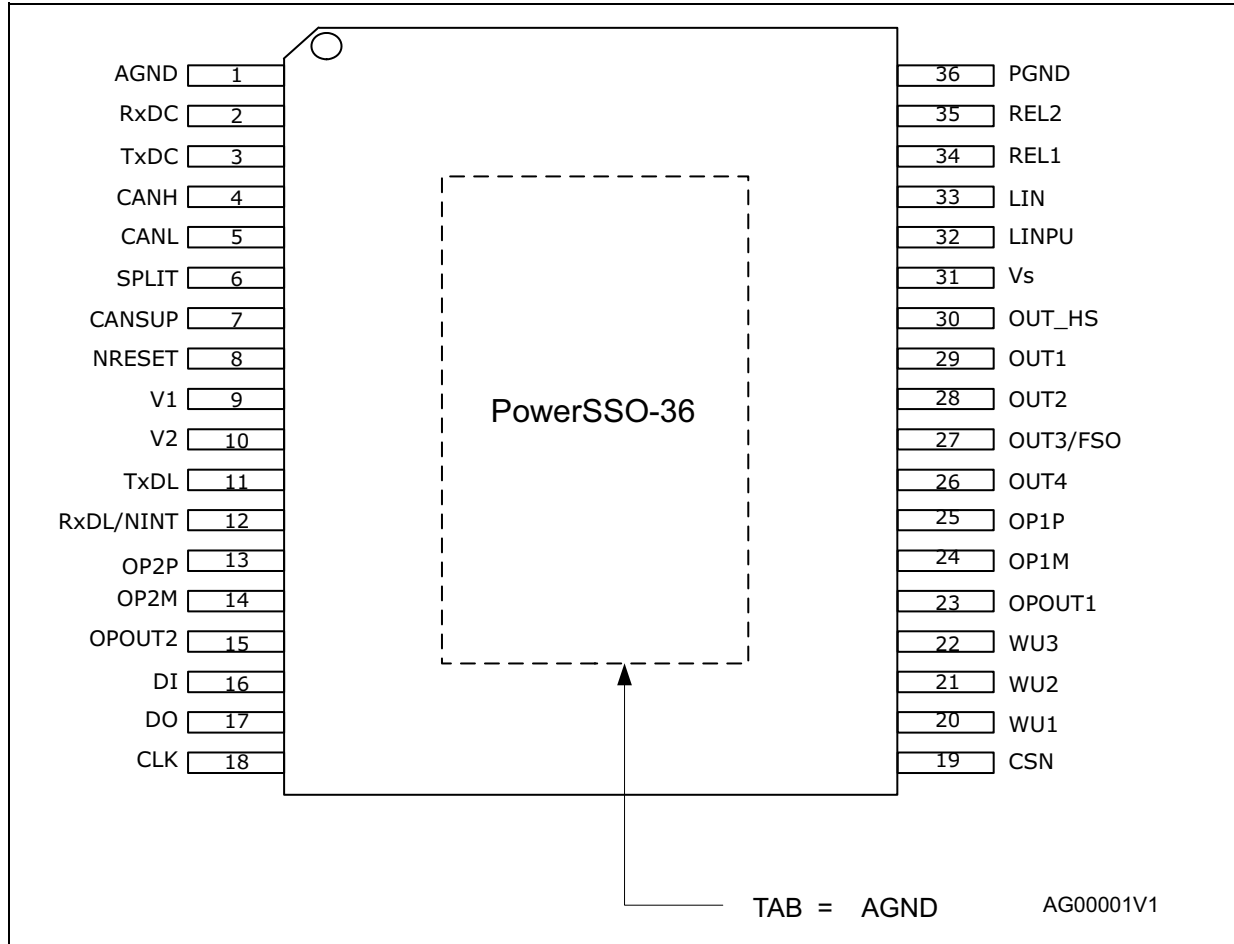 AGND 1
RxDC 2
TxDC 3
CANH 4
CANL 5
SPLIT 6
CANSUP 7
NRESET 8
V1 9
V2 10
TxDL 11
RxDL/NINT 12
OP2P 13
OP2M 14
OPOUT2 15
DI 16
DO 17
CLK 18
PowerSSO-36
36 PGND
35 REL2
34 REL1
33 LIN
32 LINPU
31 Vs
30 OUT_HS
29 OUT1
28 OUT2
27 OUT3/FSO
26 OUT4
25 OP1P
24 OP1M
23 OPOUT1
22 WU3
21 WU2
20 WU1
19 CSN
TAB = AGND
AG00001V1